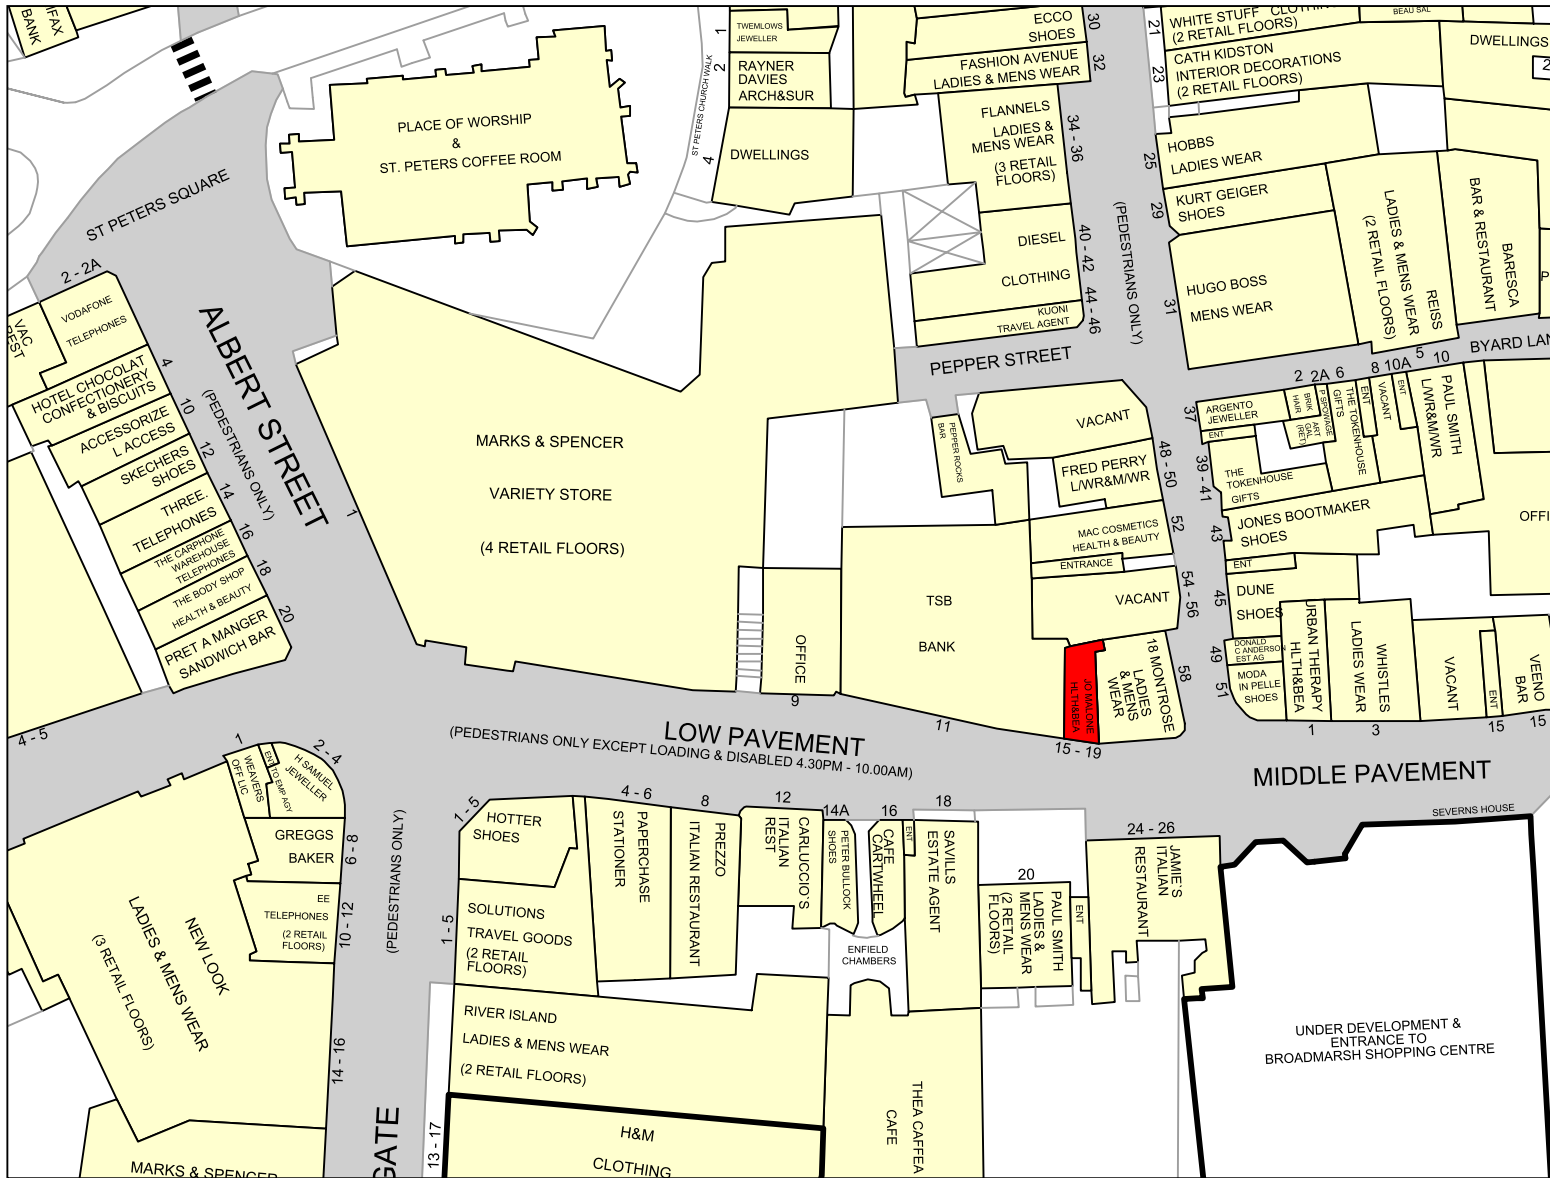 IFAX
BANK
ST PETERS SQUARE
PLACE OF WORSHIP
&
ST. PETERS COFFEE ROOM
ST PETERS CHURCH WALK
1
2
4
TWEMLOWS
JEWELLER
RAYNER
DAVIES
ARCH&SUR
DWELLINGS
ECCO
SHOES
30
FASHION AVENUE
LADIES & MENS WEAR
32
FLANNELS
LADIES &
MENS WEAR
(3 RETAIL
FLOORS)
34 - 36
DIESEL
CLOTHING
40 - 42
KUONI
TRAVEL AGENT
44 - 46
(PEDESTRIANS ONLY)
21
WHITE STUFF CLOTHIN
(2 RETAIL FLOORS)
BEAU SAL
23
CATH KIDSTON
INTERIOR DECORATIONS
(2 RETAIL FLOORS)
DWELLINGS
2
25
HOBBS
LADIES WEAR
29
KURT GEIGER
SHOES
31
HUGO BOSS
MENS WEAR
REISS
LADIES & MENS WEAR
(2 RETAIL FLOORS)
BARESCA
BAR & RESTAURANT
P
PEPPER STREET
BYARD LAN
2
2A
6
8
10A
5
10
2 - 2A
VODAFONE
TELEPHONES
VAC
REST
4
HOTEL CHOCOLAT
CONFECTIONERY
& BISCUITS
10
ACCESSORIZE
L ACCESS
12
SKECHERS
SHOES
14
THREE.
TELEPHONES
16
THE CARPHONE
WAREHOUSE
TELEPHONES
18
THE BODY SHOP
HEALTH & BEAUTY
20
PRET A MANGER
SANDWICH BAR
ALBERT STREET
(PEDESTRIANS ONLY)
1
MARKS & SPENCER
VARIETY STORE
(4 RETAIL FLOORS)
OFFICE
9
TSB
BANK
11
PEPPER ROCKS
BAR
VACANT
FRED PERRY
L/WR&M/WR
48 - 50
MAC COSMETICS
HEALTH & BEAUTY
52
ENTRANCE
VACANT
54 - 56
JO MALONE
HLTH&BEA
15 - 19
18 MONTROSE
LADIES
& MENS
WEAR
58
37
ARGENTO
JEWELLER
ENT
BRIK
HAIR
P SPOWAGE
ART
GAL
(RET)
THE TOKENHOUSE
GIFTS
ENT
VACANT
ENT
PAUL SMITH
L/WR&M/WR
39 - 41
THE
TOKENHOUSE
GIFTS
43
JONES BOOTMAKER
SHOES
OFFI
ENT
45
DUNE
SHOES
49
DONALD
C ANDERSON
EST AG
51
MODA
IN PELLE
SHOES
URBAN THERAPY
HLTH&BEA
1
WHISTLES
LADIES WEAR
3
VACANT
ENT
15
VEENO
BAR
15
LOW PAVEMENT
(PEDESTRIANS ONLY EXCEPT LOADING & DISABLED 4.30PM - 10.00AM)
MIDDLE PAVEMENT
SEVERNS HOUSE
4 - 5
1
WEAVERS
OFF LIC
ENT TO EMP AGY
2 - 4
H SAMUEL
JEWELLER
GREGGS
BAKER
6 - 8
EE
TELEPHONES
(2 RETAIL
FLOORS)
10 - 12
NEW LOOK
LADIES & MENS WEAR
(3 RETAIL FLOORS)
14 - 16
MARKS & SPENCER
(PEDESTRIANS ONLY)
GATE
1 - 5
HOTTER
SHOES
1 - 5
SOLUTIONS
TRAVEL GOODS
(2 RETAIL
FLOORS)
RIVER ISLAND
LADIES & MENS WEAR
(2 RETAIL FLOORS)
13 - 17
H&M
CLOTHING
4 - 6
PAPERCHASE
STATIONER
8
PREZZO
ITALIAN RESTAURANT
12
CARLUCCIO'S
ITALIAN
REST
14A
PETER BULLOCK
SHOES
16
CAFE
CARTWHEEL
ENT
18
SAVILLS
ESTATE AGENT
ENFIELD
CHAMBERS
THEA CAFFEA
CAFE
20
PAUL SMITH
LADIES &
MENS WEAR
(2 RETAIL
FLOORS)
ENT
24 - 26
JAMIE'S
ITALIAN
RESTAURANT
UNDER DEVELOPMENT &
ENTRANCE TO
BROADMARSH SHOPPING CENTRE